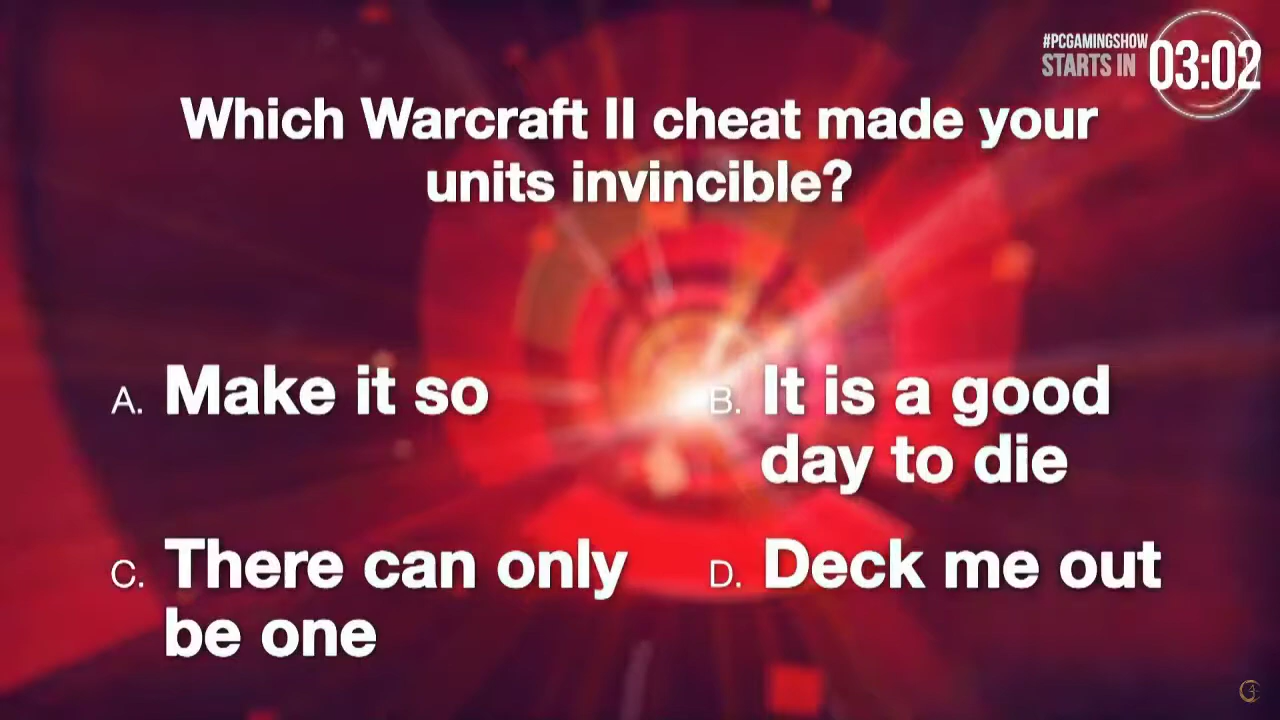 #PCGAMINGSHOW
STARTS IN 03:02
Which Warcraft II cheat made your
units invincible?
A. Make it so
B. It is a good
day to die
C. There can only
be one
D. Deck me out